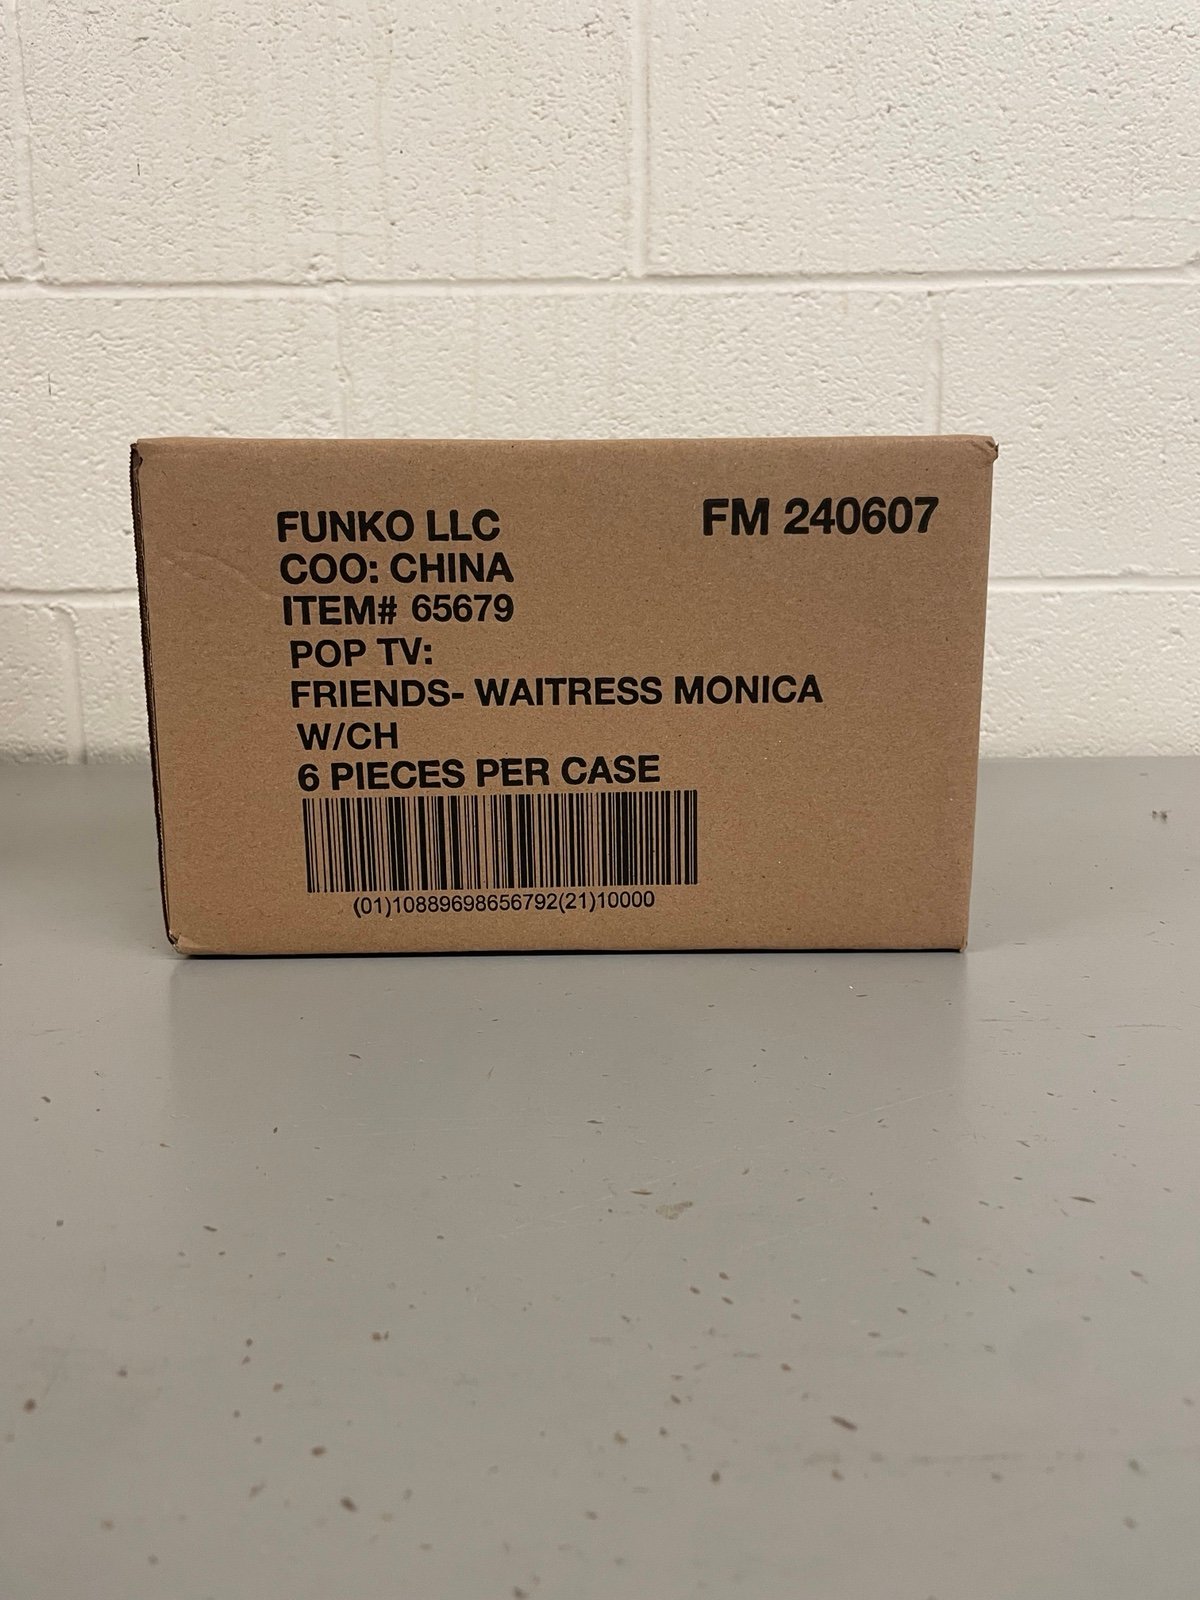 FUNKO LLC
FM 240607
COO: CHINA
ITEM# 65679
POP TV:
FRIENDS- WAITRESS MONICA
W/CH
6 PIECES PER CASE
(01)10889698656792(21)10000